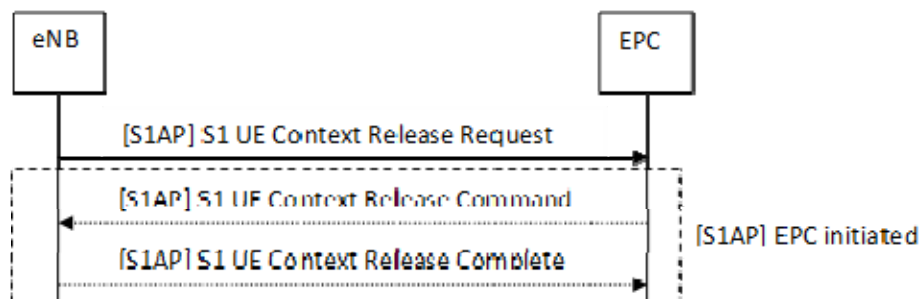 eNB
EPC
[S1AP] S1 UE Context Release Request
[S1AP] S1 UE Context Release Command
[S1AP] EPC initiated
[S1AP] S1 UE Context Release Complete